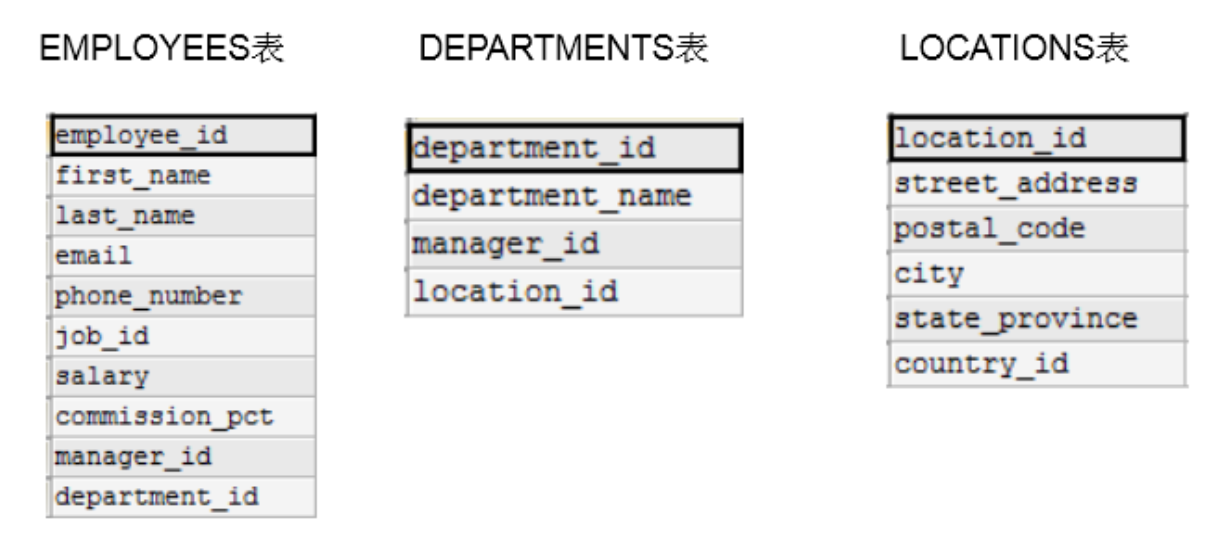 EMPLOYEES表
employee_id
first_name
last_name
email
phone_number
job_id
salary
commission_pct
manager_id
department_id
DEPARTMENTS表
department_id
department_name
manager_id
location_id
LOCATIONS表
location_id
street_address
postal_code
city
state_province
country_id